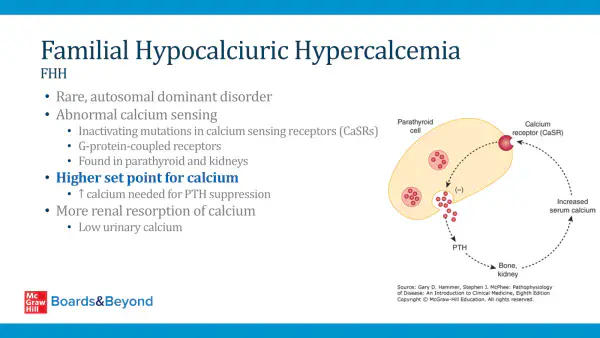 Familial Hypocalciuric Hypercalcemia
FHH
• Rare, autosomal dominant disorder
• Abnormal calcium sensing
• Inactivating mutations in calcium sensing receptors (CaSRs)
• G-protein-coupled receptors
• Found in parathyroid and kidneys
• Higher set point for calcium
• ↑ calcium needed for PTH suppression
• More renal resorption of calcium
• Low urinary calcium
Parathyroid
cell
Calcium
receptor (CaSR)
(–)
Increased
serum calcium
PTH
Bone,
kidney
Source: Gary D. Hammer, Stephen J. McPhee: Pathophysiology
of Disease: An Introduction to Clinical Medicine, Eighth Edition
Copyright © McGraw-Hill Education. All rights reserved.
Mc
Graw
Hill
Boards&Beyond